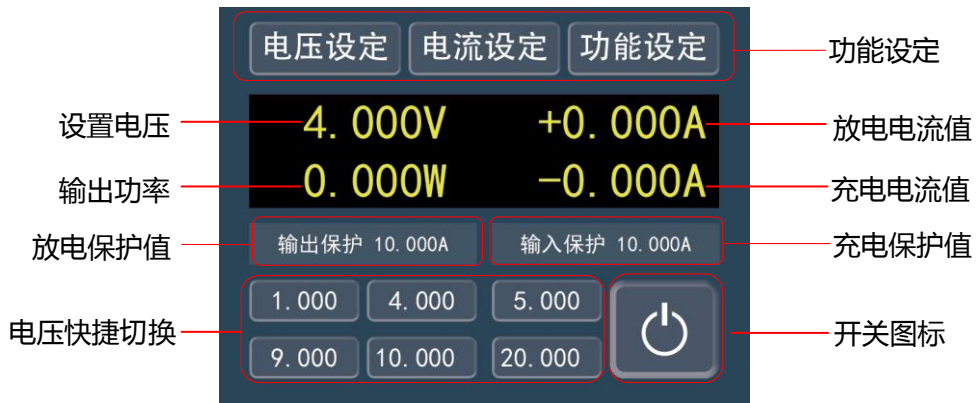 电压设定 电流设定 功能设定 功能设定
设置电压 4.000V +0.000A 放电电流值
输出功率 0.000W -0.000A 充电电流值
放电保护值 输出保护 10.000A 输入保护 10.000A 充电保护值
1.000 4.000 5.000
电压快捷切换 开关图标
9.000 10.000 20.000